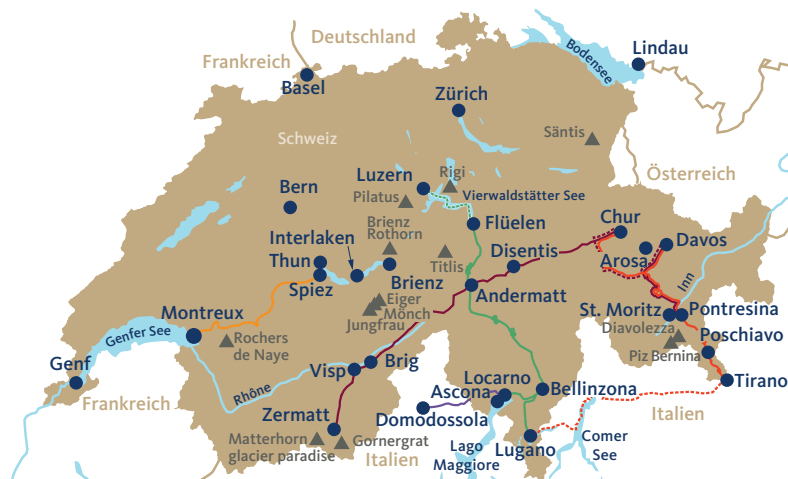 Deutschland
Frankreich
Basel
Bodensee
Lindau
Zürich
Schweiz
Säntis
Österreich
Luzern
Rigi
Pilatus
Vierwaldstätter See
Bern
Flüelen
Chur
Davos
Brienz
Rothorn
Interlaken
Thun
Spiez
Titlis
Disentis
Arosa
Inn
Brienz
Andermatt
Eiger
Mönch
Jungfrau
St. Moritz
Pontresina
Diavolezza
Poschiavo
Piz Bernina
Montreux
Genfer See
Rochers
de Naye
Genf
Rhône
Visp
Brig
Locarno
Ascona
Bellinzona
Tirano
Frankreich
Zermatt
Domodossola
Italien
Matterhorn
glacier paradise
Gornergrat
Italien
Lago
Maggiore
Lugano
Comer
See